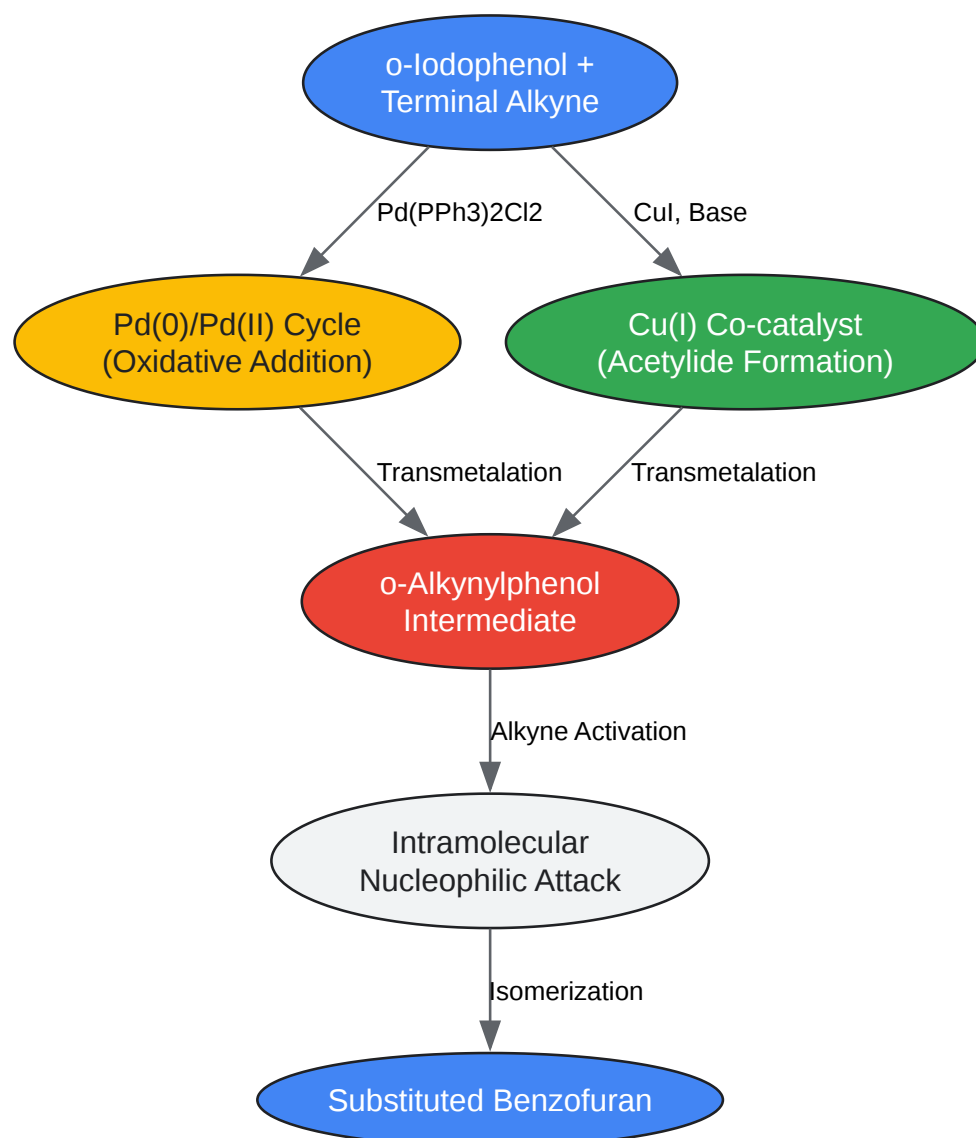 o-Iodophenol +
Terminal Alkyne
Pd(PPh3)2Cl2
CuI, Base
Pd(0)/Pd(II) Cycle
(Oxidative Addition)
Cu(I) Co-catalyst
(Acetylide Formation)
Transmetalation
Transmetalation
o-Alkynylphenol
Intermediate
Alkyne Activation
Intramolecular
Nucleophilic Attack
Isomerization
Substituted Benzofuran